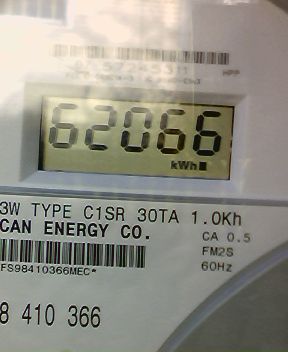 62066
kWh
3W TYPE C1SR 30TA 1.0Kh
CAN ENERGY CO.
CA 0.5
FM2S
60Hz
FS98410366MEC*
8 410 366